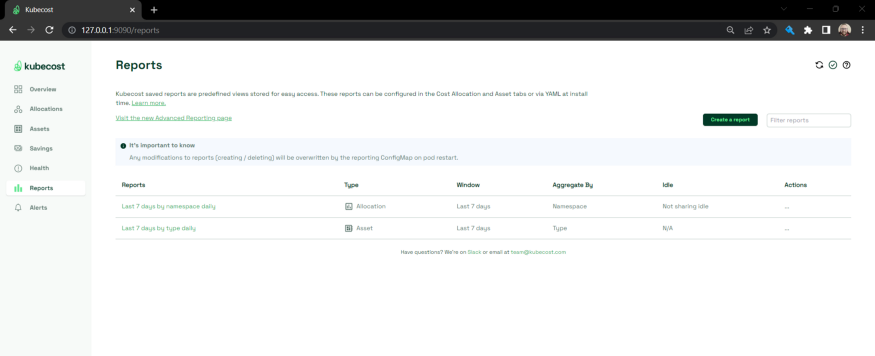 Kubecost
127.0.0.1:9090/reports
kubecost
Reports
Overview
Allocations
Assets
Savings
Health
Reports
Alerts
Kubecost saved reports are predefined views stored for easy access. These reports can be configured in the Cost Allocation and Asset tabs or via YAML at install
time. Learn more.
Visit the new Advanced Reporting page
Create a report
Filter reports
It's important to know
Any modifications to reports (creating / deleting) will be overwritten by the reporting ConfigMap on pod restart.
Reports Type Window Aggregate By Idle Actions
Last 7 days by namespace daily Allocation Last 7 days Namespace Not sharing idle ...
Last 7 days by type daily Asset Last 7 days Type N/A ...
Have questions? We're on Slack or email at team@kubecost.com